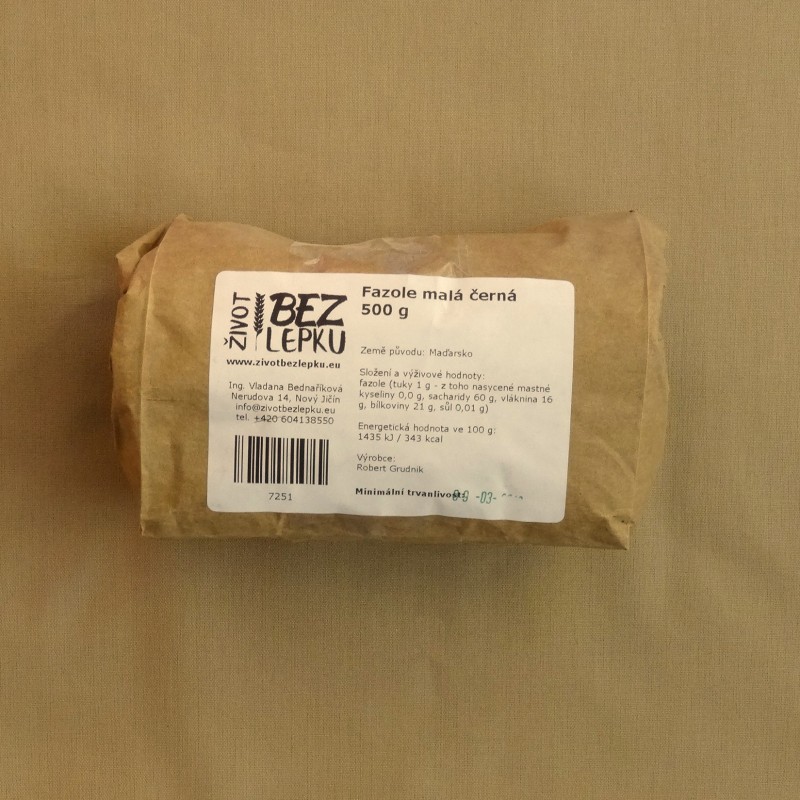 ŽIVOT
BEZ
LEPKU
www.zivotbezlepku.eu
Ing. Vladana Bednaříková
Nerudova 14, Nový Jičín
info@zivotbezlepku.eu
tel. +420 604138550
7251
Fazole malá černá
500 g
Země původu: Maďarsko
Složení a výživové hodnoty:
fazole (tuky 1 g - z toho nasycené mastné
kyseliny 0,0 g, sacharidy 60 g, vláknina 16
g, bílkoviny 21 g, sůl 0,01 g)
Energetická hodnota ve 100 g:
1435 kJ / 343 kcal
Výrobce:
Robert Grudnik
Minimální trvanlivost:
-03-